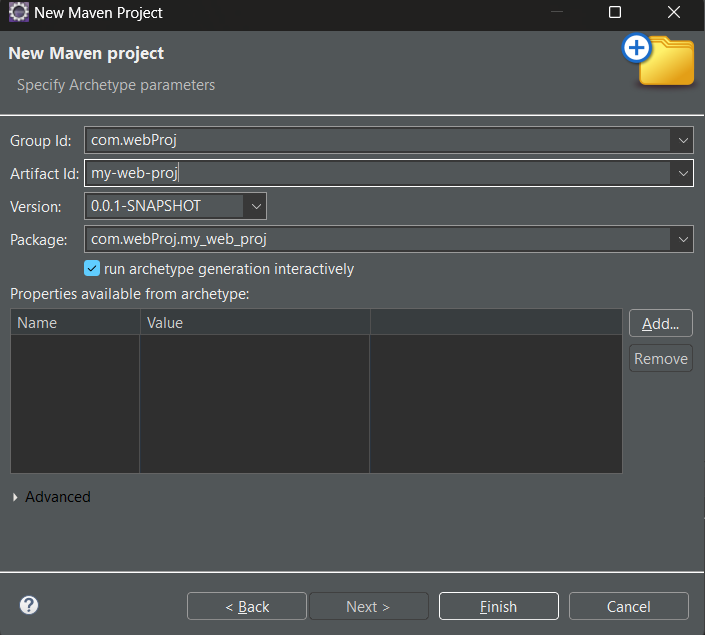 New Maven Project
New Maven project
Specify Archetype parameters
Group Id: com.webProj
Artifact Id: my-web-proj
Version: 0.0.1-SNAPSHOT
Package: com.webProj.my_web_proj
run archetype generation interactively
Properties available from archetype:
Name Value
Add...
Remove
Advanced
? < Back Next > Finish Cancel